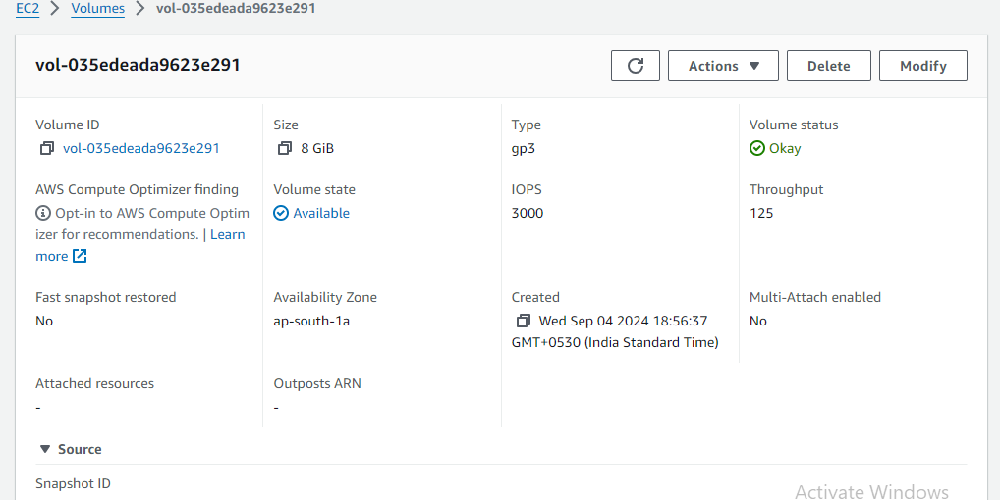 EC2 > Volumes > vol-035edeada9623e291
vol-035edeada9623e291
Actions
Delete
Modify
Volume ID
vol-035edeada9623e291
Size
8 GiB
Type
gp3
Volume status
Okay
AWS Compute Optimizer finding
Opt-in to AWS Compute Optim
izer for recommendations. | Learn
more
Volume state
Available
IOPS
3000
Throughput
125
Fast snapshot restored
No
Availability Zone
ap-south-1a
Created
Wed Sep 04 2024 18:56:37
GMT+0530 (India Standard Time)
Multi-Attach enabled
No
Attached resources
-
Outposts ARN
-
Source
Snapshot ID
Activate Windows